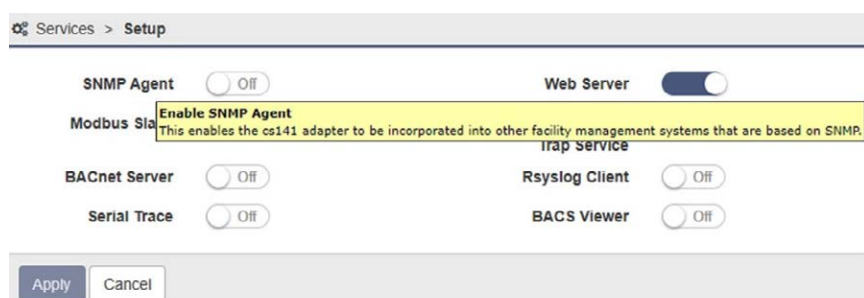 Services > Setup
SNMP Agent Off Web Server
Enable SNMP Agent
Modbus Sla
This enables the cs141 adapter to be incorporated into other facility management systems that are based on SNMP.
Trap Service
BACnet Server Off Rsyslog Client Off
Serial Trace Off BACS Viewer Off
Apply Cancel